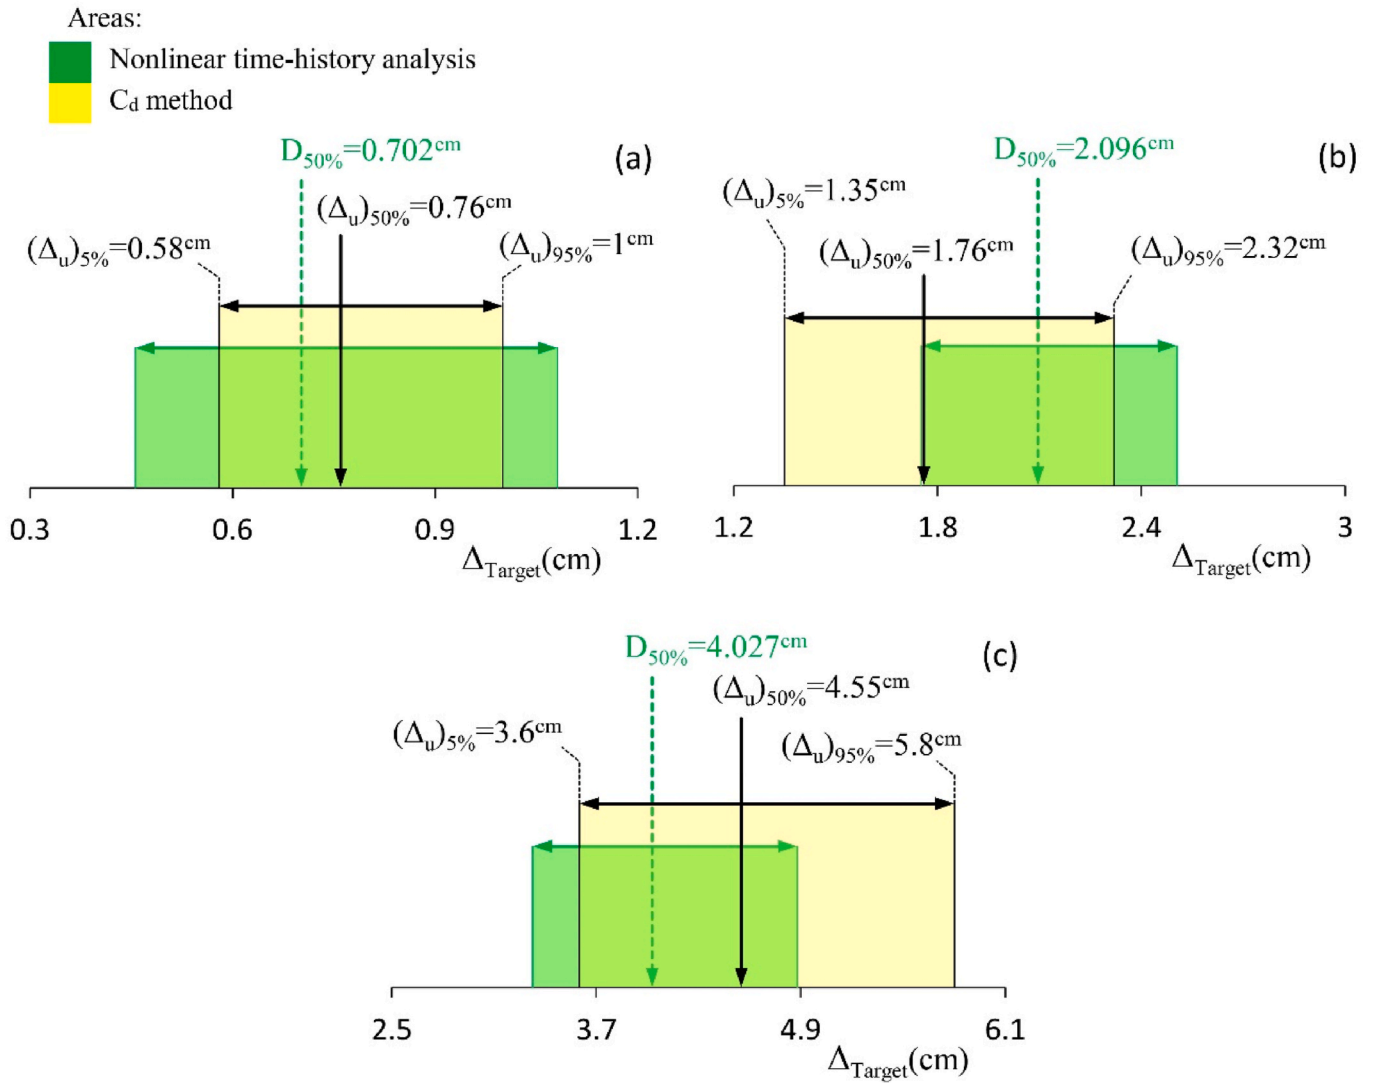 Areas:
Nonlinear time-history analysis
Cd method
D50%=0.702cm
(a)
(Δu)50%=0.76cm
(Δu)5%=0.58cm
(Δu)95%=1cm
0.3 0.6 0.9 1.2
ΔTarget(cm)
D50%=2.096cm
(b)
(Δu)5%=1.35cm
(Δu)50%=1.76cm
(Δu)95%=2.32cm
1.2 1.8 2.4 3
ΔTarget(cm)
D50%=4.027cm
(c)
(Δu)50%=4.55cm
(Δu)5%=3.6cm
(Δu)95%=5.8cm
2.5 3.7 4.9 6.1
ΔTarget(cm)